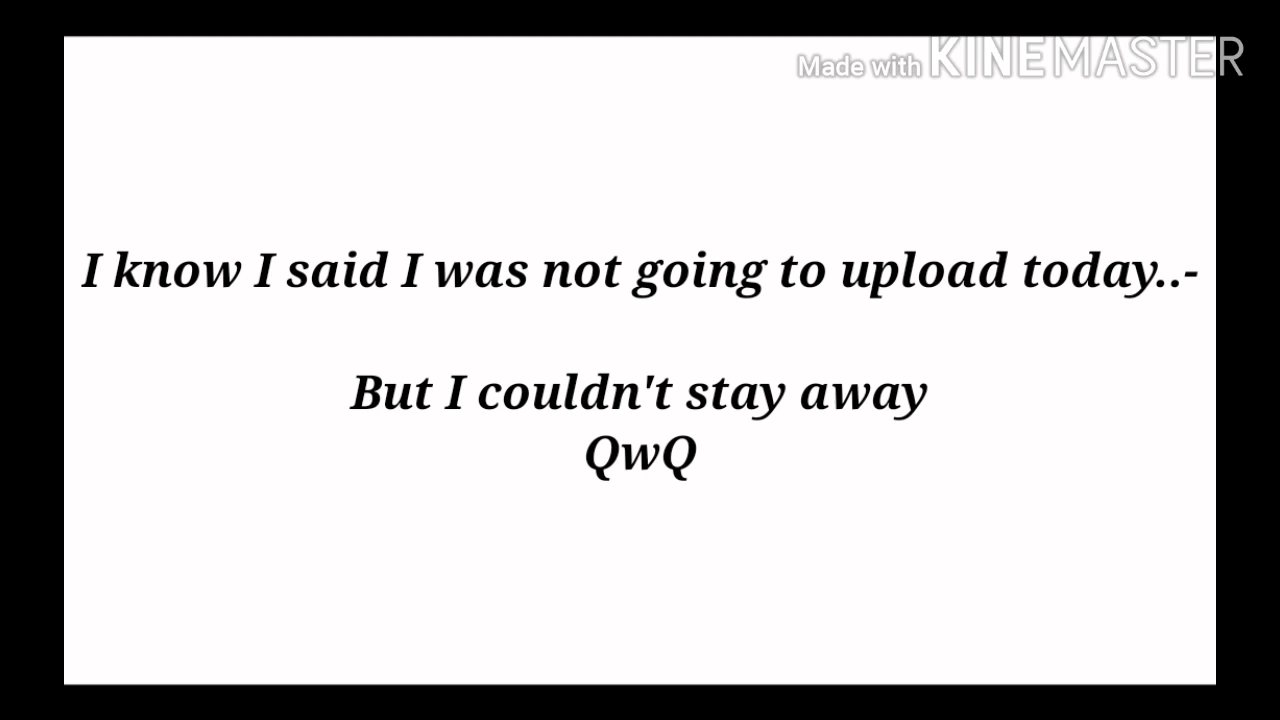 Made with KINEMASTER
I know I said I was not going to upload today..-
But I couldn't stay away
QwQ